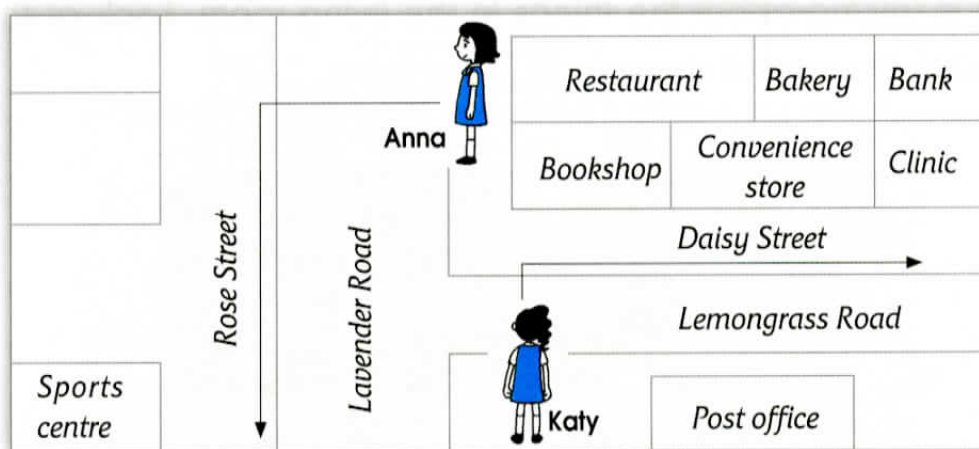 Restaurant
Bakery
Bank
Anna
Bookshop
Convenience
store
Clinic
Rose Street
Lavender Road
Daisy Street
Lemongrass Road
Sports
centre
Katy
Post office